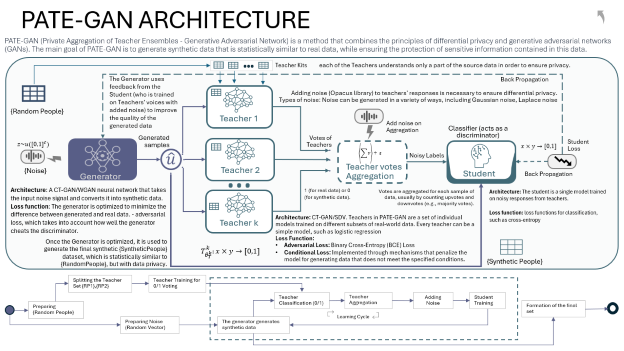 PATE-GAN ARCHITECTURE
PATE-GAN (Private Aggregation of Teacher Ensembles - Generative Adversarial Network) is a method that combines the principles of differential privacy and generative adversarial networks
(GANs). The main goal of PATE-GAN is to generate synthetic data that is statistically similar to real data, while ensuring the protection of sensitive information contained in this data.
Teacher Kits
each of the Teachers understands only a part of the source data in order to ensure privacy.
Back Propagation
{Random People}
The Generator uses
feedback from the
Student (who is trained
on Teachers' voices with
added noise) to improve
the quality of the
generated data
Adding noise (Opacus library) to teachers' responses is necessary to ensure differential privacy.
Types of noise: Noise can be generated in a variety of ways, including Gaussian noise, Laplace noise
Teacher 1
Add noise on
Aggregation
Votes of
Teachers
Classifier (acts as a
discriminator)
x × y → [0,1]
Student
Loss
{Noise}
Generator
Generated
samples
û
Teacher 2
Teacher votes
Aggregation
Noisy Labels
Student
Back Propagation
Teacher k
1 (for real data) or 0
(for synthetic data).
Votes are aggregated for each sample of
data, usually by counting upvotes and
downvotes (e.g., majority votes).
Architecture: A CT-GAN/WGAN neural network that takes
the input noise signal and converts it into synthetic data.
Loss function: The generator is optimized to minimize the
difference between generated and real data. - adversarial
loss, which takes into account how well the generator
cheats the discriminator.
Once the Generator is optimized, it is used to
generate the final synthetic {SyntheticPeople}
dataset, which is statistically similar to
{RandomPeople}, but with data privacy.
Architecture: CT-GAN/SDV. Teachers in PATE-GAN are a set of individual
models trained on different subsets of real-world data. Every teacher can be a
simple model, such as logistic regression
Loss Function:
• Adversarial Loss: Binary Cross-Entropy (BCE) Loss
• Conditional Loss: Implemented through mechanisms that penalize the
model for generating data that does not meet the specified conditions.
: x × y → [0,1]
Architecture: The student is a single model trained
on noisy responses from teachers.
Loss function: loss functions for classification,
such as cross-entropy
{Synthetic People}
Splitting the Teacher
Set {RP1}..{RP2}
Teacher Training for
0/1 Voting
Preparing
{Random People}
Preparing Noise
(Random Vector)
The generator generates
synthetic data
Teacher
Classification (0/1)
Teacher
Aggregation
Adding
Noise
Student
Training
Learning Cycle
Formation of the final
set